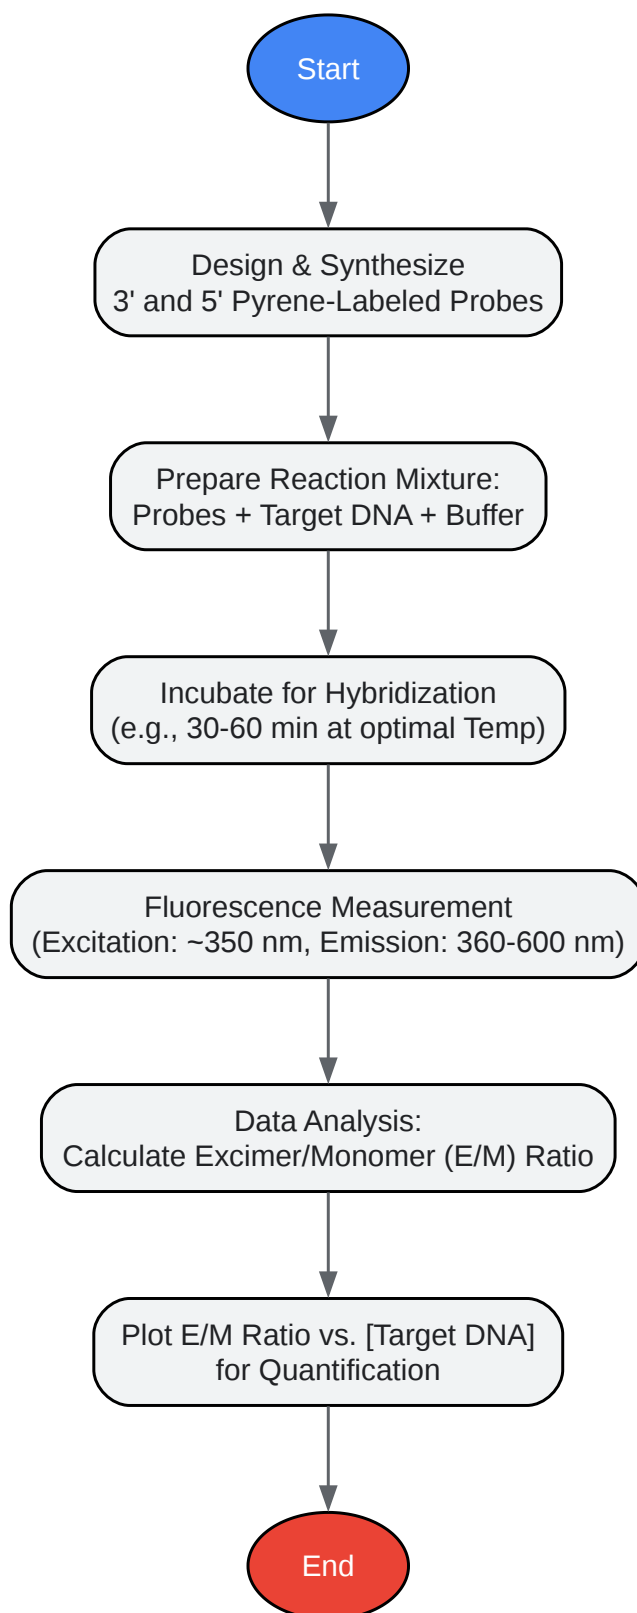 Start
Design & Synthesize
3' and 5' Pyrene-Labeled Probes
Prepare Reaction Mixture:
Probes + Target DNA + Buffer
Incubate for Hybridization
(e.g., 30-60 min at optimal Temp)
Fluorescence Measurement
(Excitation: ~350 nm, Emission: 360-600 nm)
Data Analysis:
Calculate Excimer/Monomer (E/M) Ratio
Plot E/M Ratio vs. [Target DNA]
for Quantification
End